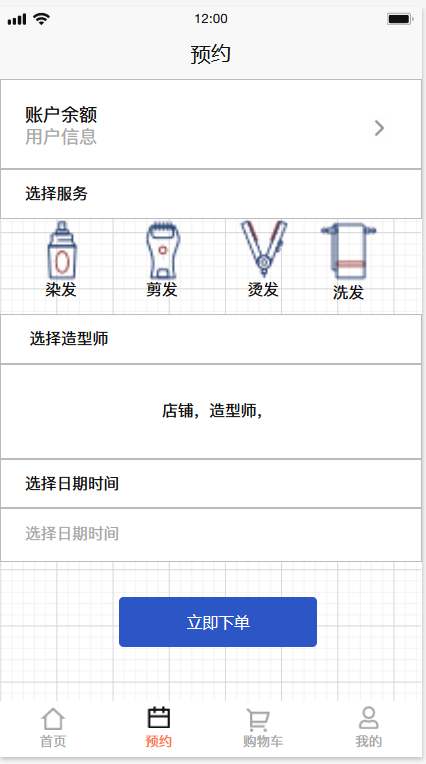 12:00
预约
账户余额
用户信息
选择服务
染发 剪发 烫发 洗发
选择造型师
店铺，造型师，
选择日期时间
选择日期时间
立即下单
首页 预约 购物车 我的